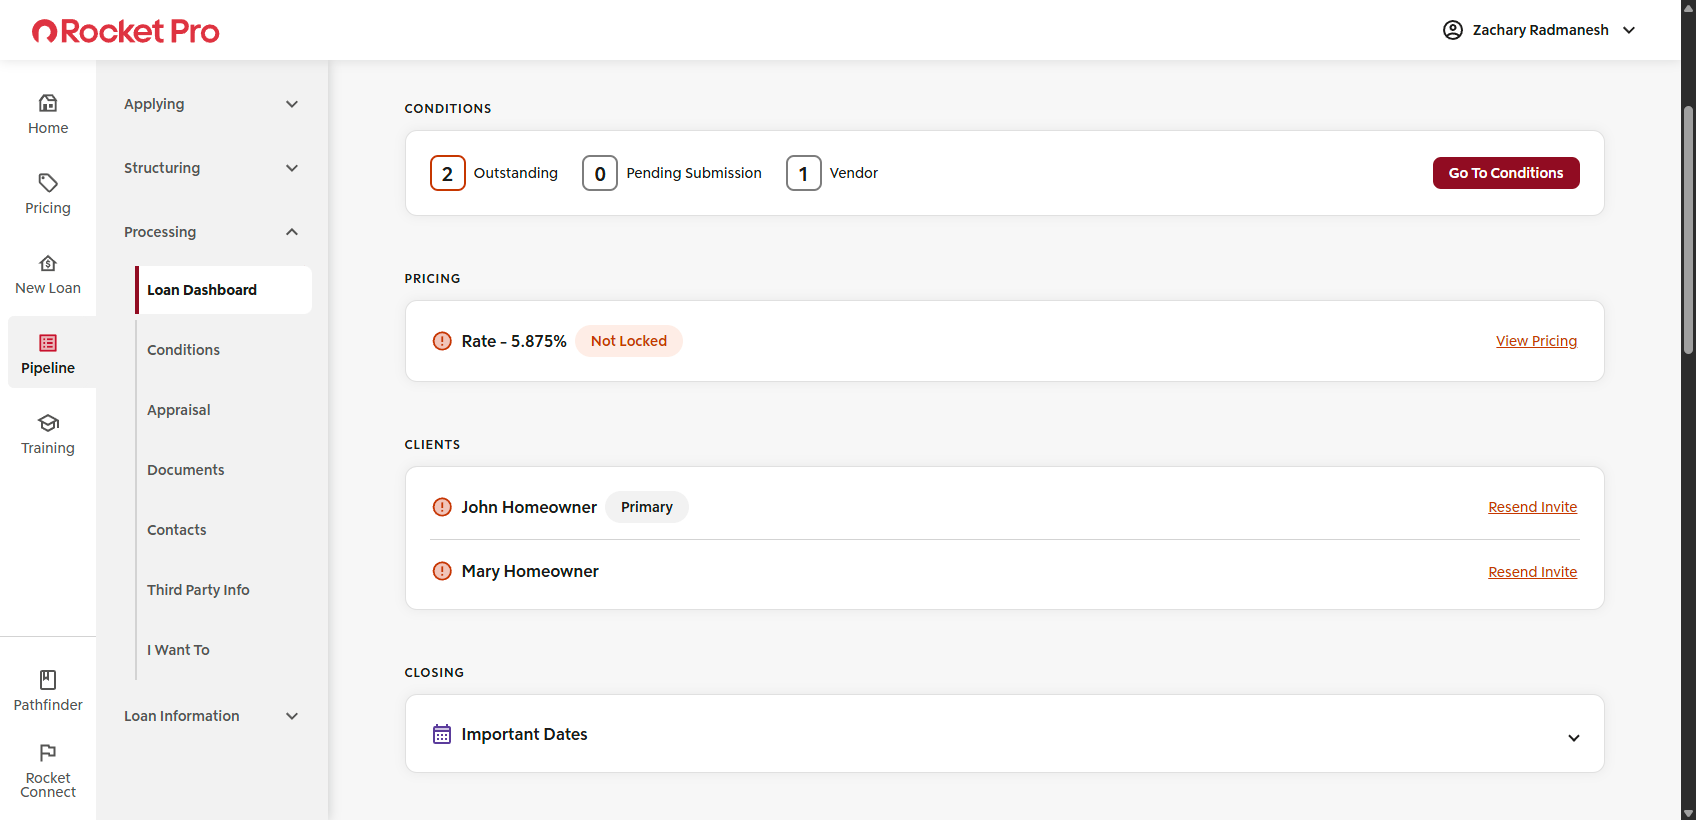 Rocket Pro
Zachary Radmanesh
Home
Pricing
New Loan
Pipeline
Training
Pathfinder
Rocket
Connect
Applying
Structuring
Processing
Loan Dashboard
Conditions
Appraisal
Documents
Contacts
Third Party Info
I Want To
Loan Information
CONDITIONS
2 Outstanding 0 Pending Submission 1 Vendor Go To Conditions
PRICING
Rate - 5.875% Not Locked View Pricing
CLIENTS
John Homeowner Primary Resend Invite
Mary Homeowner Resend Invite
CLOSING
Important Dates